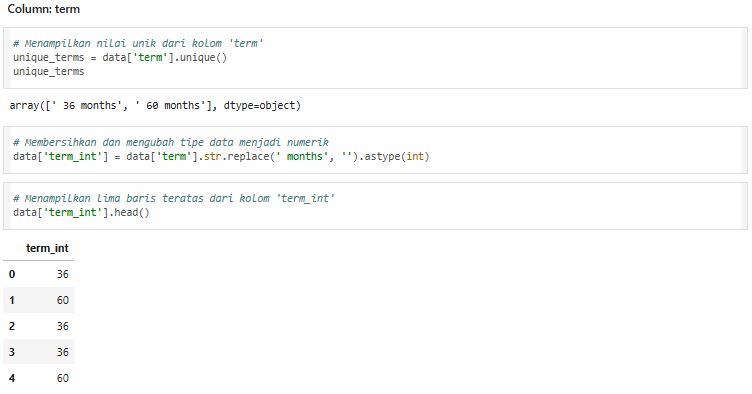 Column: term
# Menampilkan nilai unik dari kolom 'term'
unique_terms = data['term'].unique()
unique_terms
array([' 36 months', ' 60 months'], dtype=object)
# Membersihkan dan mengubah tipe data menjadi numerik
data['term_int'] = data['term'].str.replace(' months', '').astype(int)
# Menampilkan lima baris teratas dari kolom 'term_int'
data['term_int'].head()
term_int
0 36
1 60
2 36
3 36
4 60